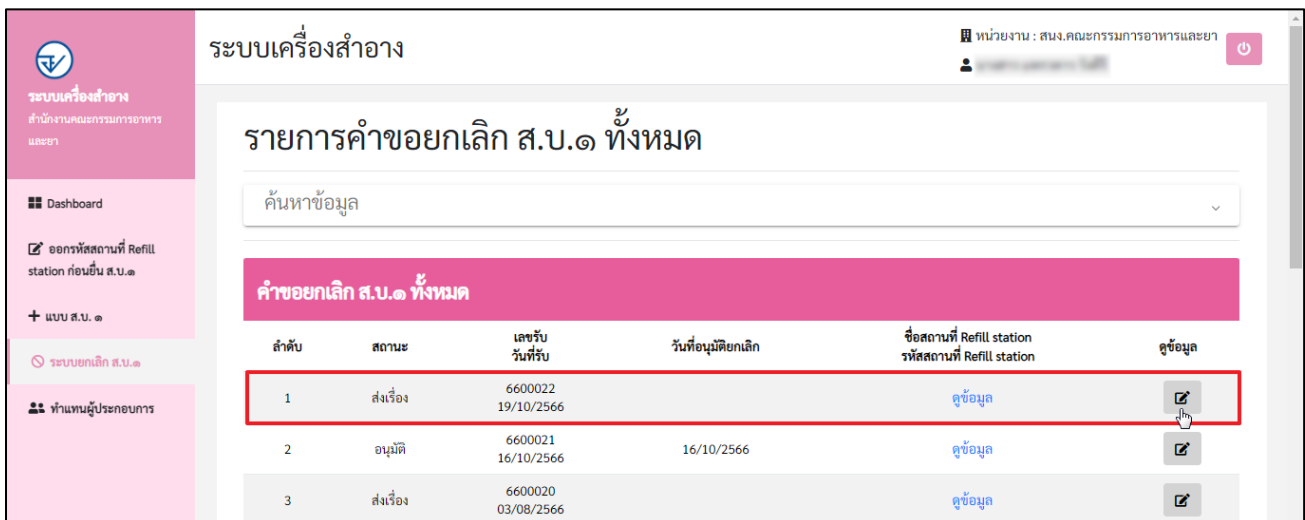 ระบบเครื่องสำอาง
สำนักงานคณะกรรมการอาหาร
และยา
ระบบเครื่องสำอาง
หน่วยงาน : สนง.คณะกรรมการอาหารและยา
Dashboard
ออกรหัสสถานที่ Refill
station ก่อนยื่น ส.บ.๑
แบบ ส.บ. ๑
ระบบยกเลิก ส.บ.๑
ทำแทนผู้ประกอบการ
รายการคำขอยกเลิก ส.บ.๑ ทั้งหมด
ค้นหาข้อมูล
คำขอยกเลิก ส.บ.๑ ทั้งหมด
ลำดับ สถานะ เลขรับ วันที่อนุมัติยกเลิก ชื่อสถานที่ Refill station ดูข้อมูล
วันที่รับ รหัสสถานที่ Refill station
1 ส่งเรื่อง 6600022 ดูข้อมูล
19/10/2566
2 อนุมัติ 6600021 16/10/2566 ดูข้อมูล
16/10/2566
3 ส่งเรื่อง 6600020 ดูข้อมูล
03/08/2566